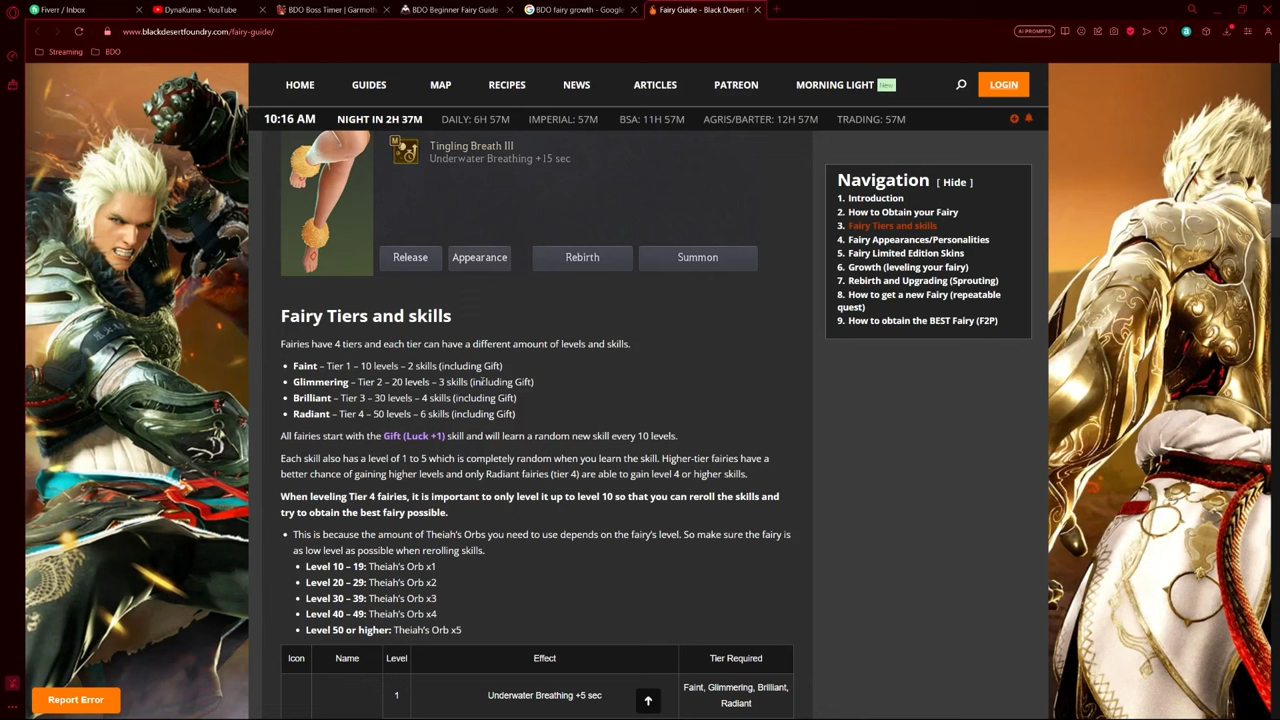 Fiverr / Inbox
DynaKuma - YouTube
BDO Boss Timer | Garmoth
BDO Beginner Fairy Guide
BDO fairy growth - Google
Fairy Guide - Black Desert F
www.blackdesertfoundry.com/fairy-guide/
AI PROMPTS
Streaming
BDO
HOME
GUIDES
MAP
RECIPES
NEWS
ARTICLES
PATREON
MORNING LIGHT New
LOGIN
10:16 AM
NIGHT IN 2H 37M
DAILY: 6H 57M
IMPERIAL: 57M
BSA: 11H 57M
AGRIS/BARTER: 12H 57M
TRADING: 57M
M
Tingling Breath III
Underwater Breathing +15 sec
Release
Appearance
Rebirth
Summon
Fairy Tiers and skills
Fairies have 4 tiers and each tier can have a different amount of levels and skills.
• Faint – Tier 1 – 10 levels – 2 skills (including Gift)
• Glimmering – Tier 2 – 20 levels – 3 skills (including Gift)
• Brilliant – Tier 3 – 30 levels – 4 skills (including Gift)
• Radiant – Tier 4 – 50 levels – 6 skills (including Gift)
All fairies start with the Gift (Luck +1) skill and will learn a random new skill every 10 levels.
Each skill also has a level of 1 to 5 which is completely random when you learn the skill. Higher-tier fairies have a
better chance of gaining higher levels and only Radiant fairies (tier 4) are able to gain level 4 or higher skills.
When leveling Tier 4 fairies, it is important to only level it up to level 10 so that you can reroll the skills and
try to obtain the best fairy possible.
• This is because the amount of Theiah's Orbs you need to use depends on the fairy's level. So make sure the fairy is
as low level as possible when rerolling skills.
• Level 10 – 19: Theiah's Orb x1
• Level 20 – 29: Theiah's Orb x2
• Level 30 – 39: Theiah's Orb x3
• Level 40 – 49: Theiah's Orb x4
• Level 50 or higher: Theiah's Orb x5
Icon
Name
Level
Effect
Tier Required
1
Underwater Breathing +5 sec
Faint, Glimmering, Brilliant,
Radiant
Navigation [ Hide ]
1. Introduction
2. How to Obtain your Fairy
3. Fairy Tiers and skills
4. Fairy Appearances/Personalities
5. Fairy Limited Edition Skins
6. Growth (leveling your fairy)
7. Rebirth and Upgrading (Sprouting)
8. How to get a new Fairy (repeatable
quest)
9. How to obtain the BEST Fairy (F2P)
Report Error